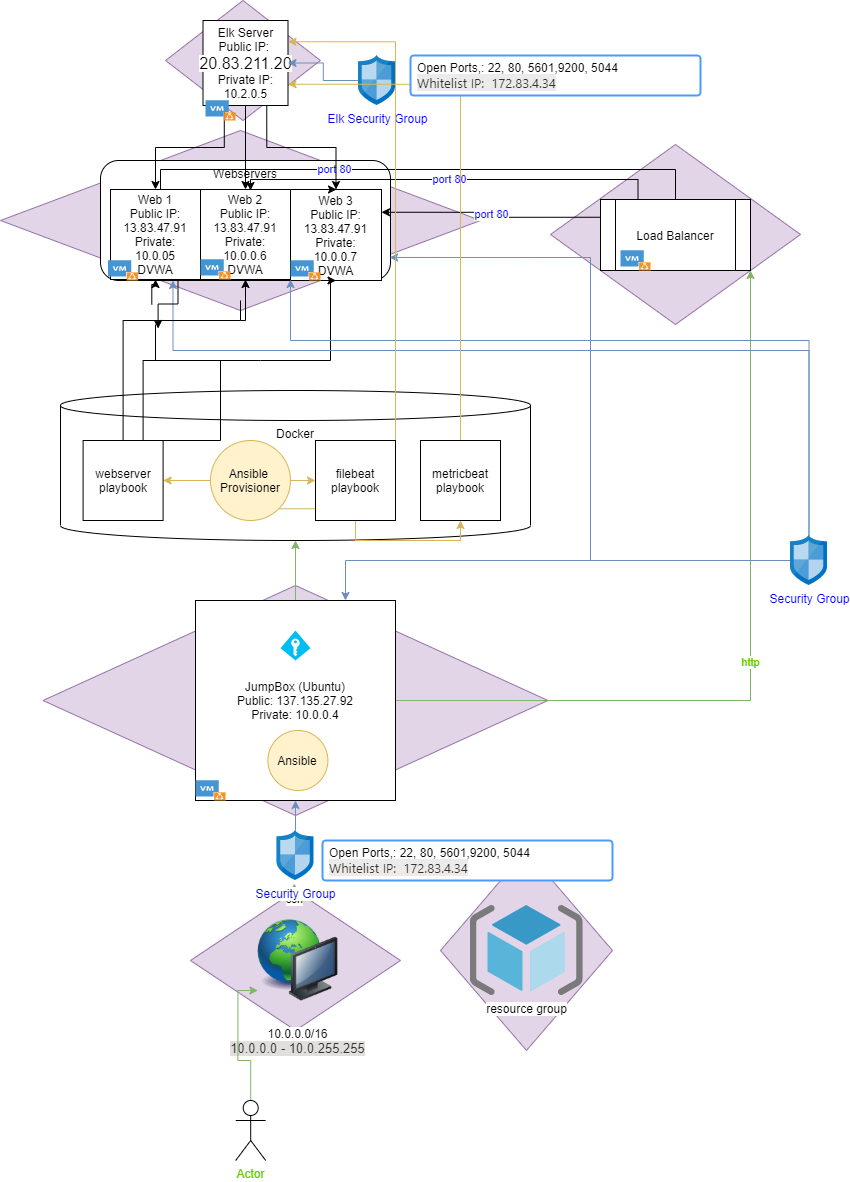 Elk Server
Public IP:
20.83.211.20
Private IP:
10.2.0.5
VM
Open Ports,: 22, 80, 5601,9200, 5044
Whitelist IP:  172.83.4.34
Elk Security Group
Webservers
port 80
port 80
port 80
Web 1
Public IP:
13.83.47.91
Private:
10.0.05
DVWA
VM
Web 2
Public IP:
13.83.47.91
Private:
10.0.0.6
DVWA
VM
Web 3
Public IP:
13.83.47.91
Private:
10.0.0.7
DVWA
VM
Load Balancer
VM
Docker
webserver
playbook
Ansible
Provisioner
filebeat
playbook
metricbeat
playbook
Security Group
http
JumpBox (Ubuntu)
Public: 137.135.27.92
Private: 10.0.0.4
Ansible
VM
Open Ports,: 22, 80, 5601,9200, 5044
Whitelist IP:  172.83.4.34
Security Group
resource group
10.0.0.0/16
10.0.0.0 - 10.0.255.255
Actor